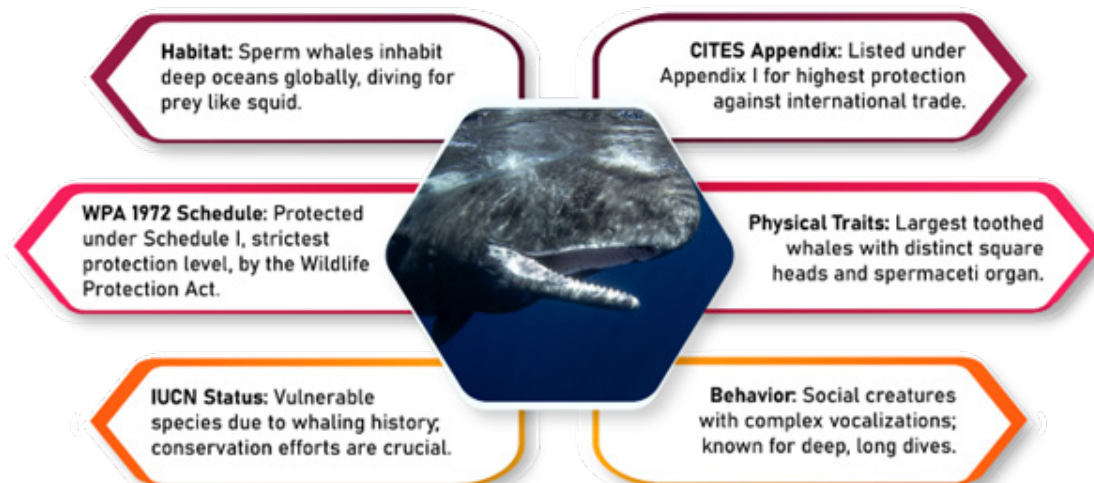 Habitat: Sperm whales inhabit
deep oceans globally, diving for
prey like squid.
CITES Appendix: Listed under
Appendix I for highest protection
against international trade.
WPA 1972 Schedule: Protected
under Schedule I, strictest
protection level, by the Wildlife
Protection Act.
Physical Traits: Largest toothed
whales with distinct square
heads and spermaceti organ.
IUCN Status: Vulnerable
species due to whaling history;
conservation efforts are crucial.
Behavior: Social creatures
with complex vocalizations;
known for deep, long dives.